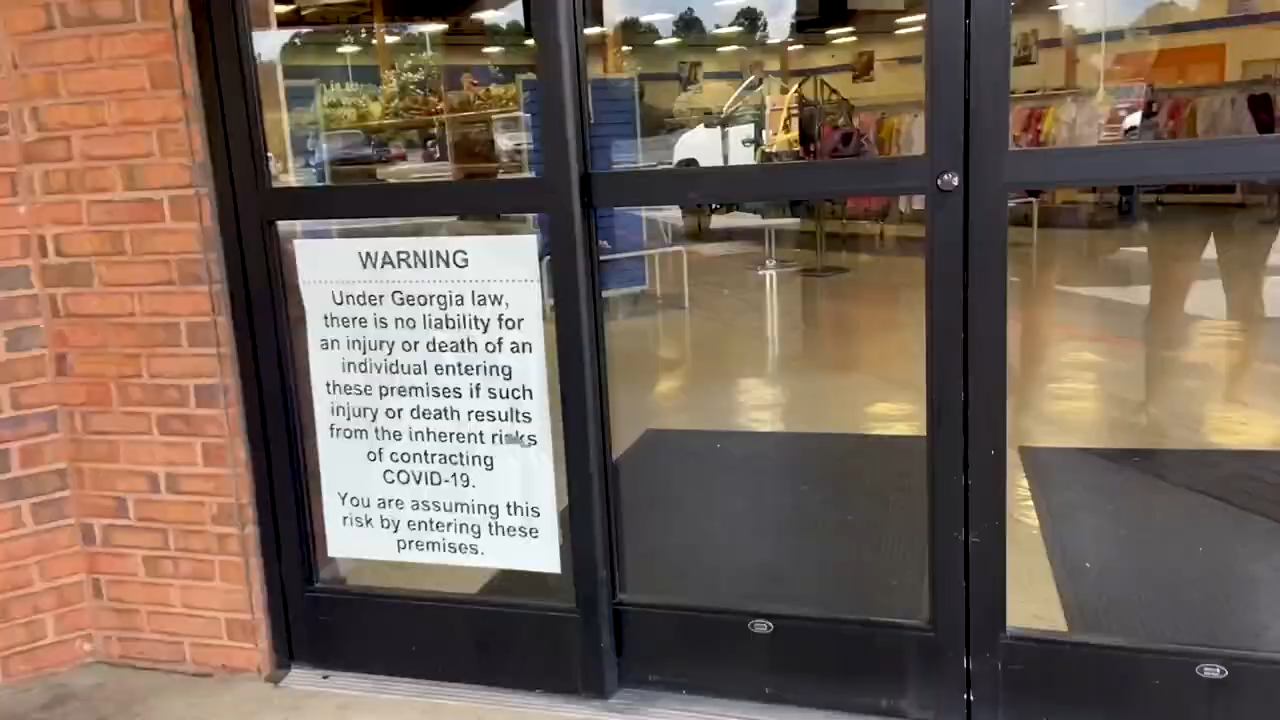 WARNING
Under Georgia law,
there is no liability for
an injury or death of an
individual entering
these premises if such
injury or death results
from the inherent risks
of contracting
COVID-19.
You are assuming this
risk by entering these
premises.